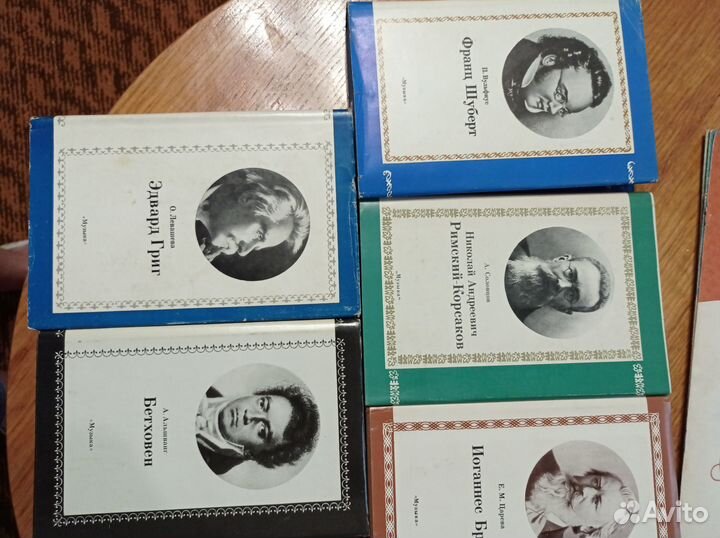 П. Вульфиус
Франц Шуберт
«Музыка»
О. Левашева
Эдвард Григ
«Музыка»
А. Соловцов
Николай Андреевич
Римский-Корсаков
„Музыка“
А. Альшванг
Бетховен
«Музыка»
Е. М. Царева
Иоганнес Бр
«Музыка»
Avito